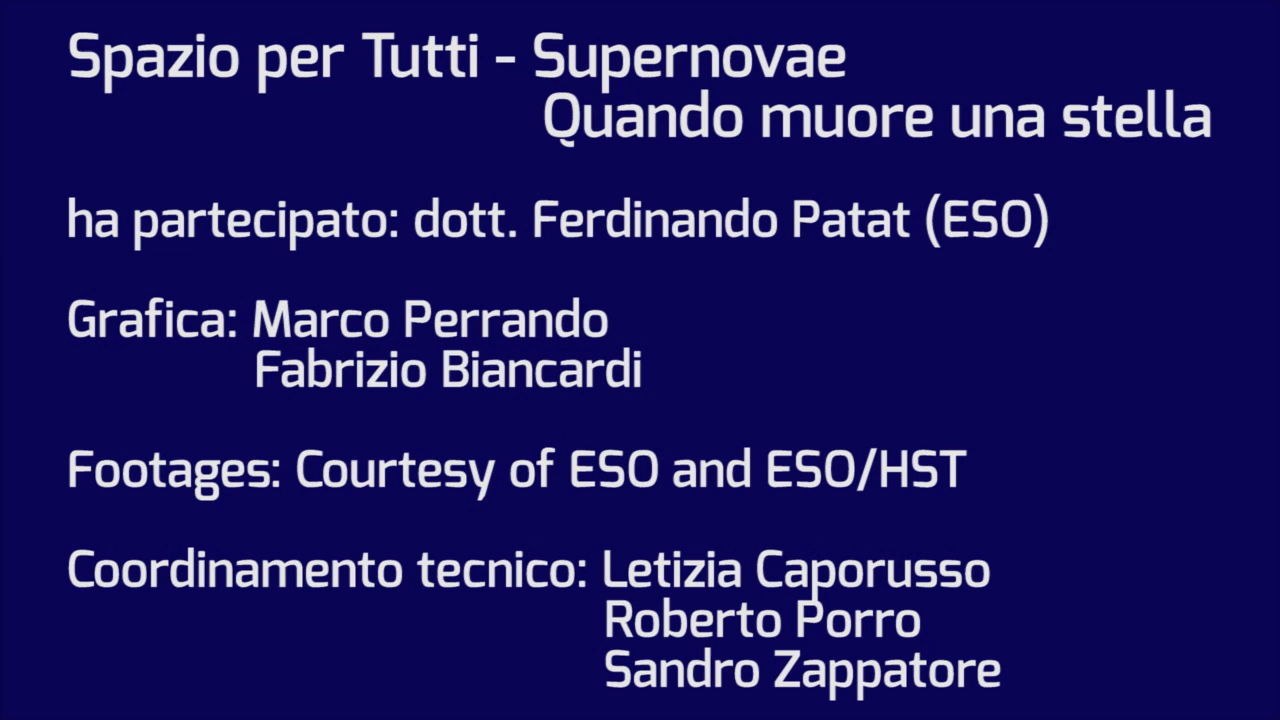 Spazio per Tutti - Supernovae
Quando muore una stella
ha partecipato: dott. Ferdinando Patat (ESO)
Grafica: Marco Perrando
Fabrizio Biancardi
Footages: Courtesy of ESO and ESO/HST
Coordinamento tecnico: Letizia Caporusso
Roberto Porro
Sandro Zappatore